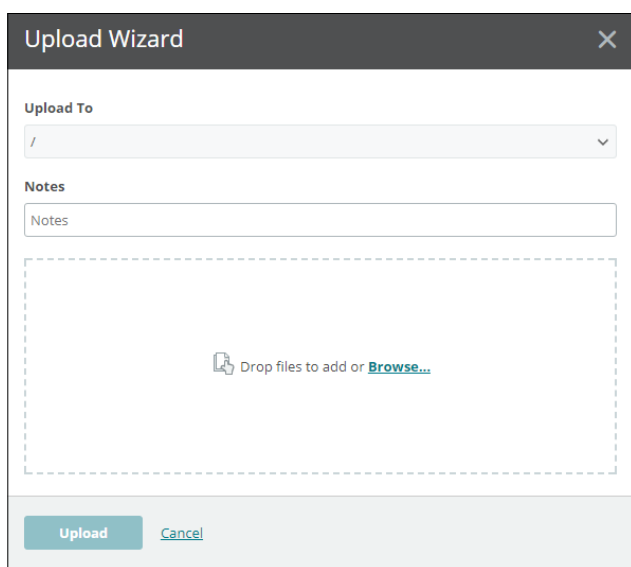 Upload Wizard
Upload To
/
Notes
Notes
Drop files to add or Browse...
Upload Cancel